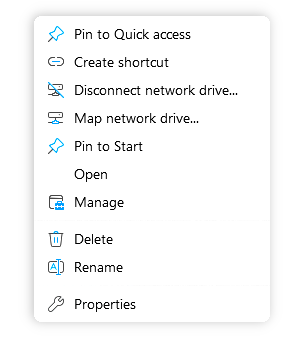 Pin to Quick access
Create shortcut
Disconnect network drive...
Map network drive...
Pin to Start
Open
Manage
Delete
Rename
Properties